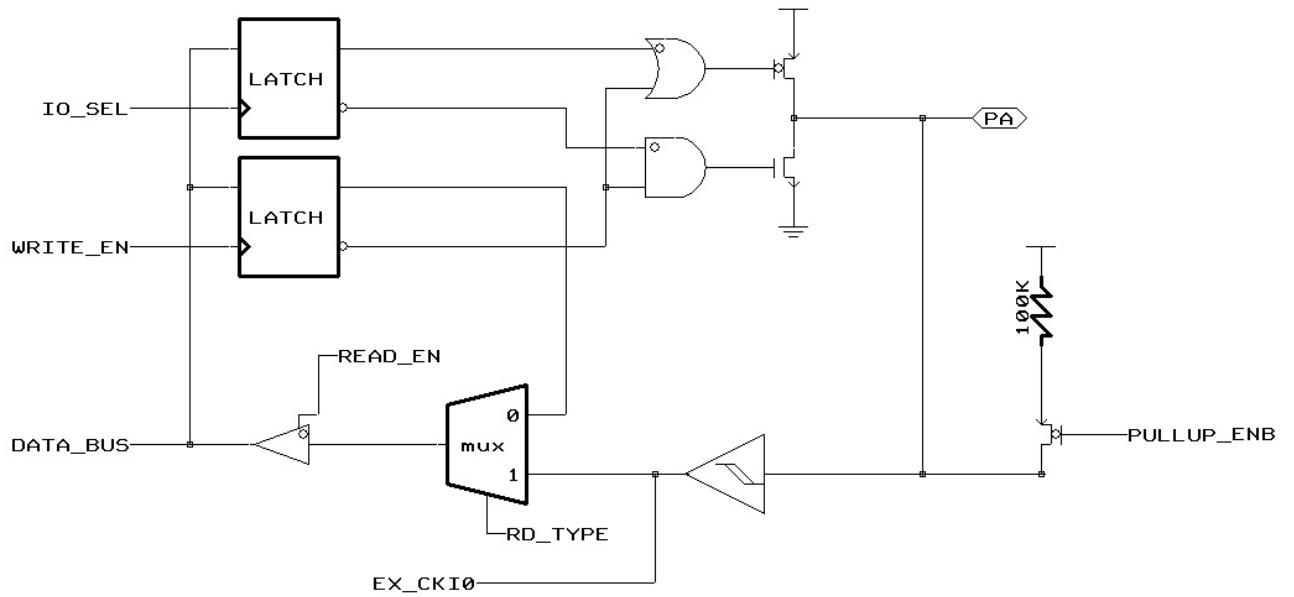 LATCH
IO_SEL
PA
LATCH
WRITE_EN
100K
READ_EN
0
DATA_BUS
mux
PULLUP_ENB
1
RD_TYPE
EX_CKI0